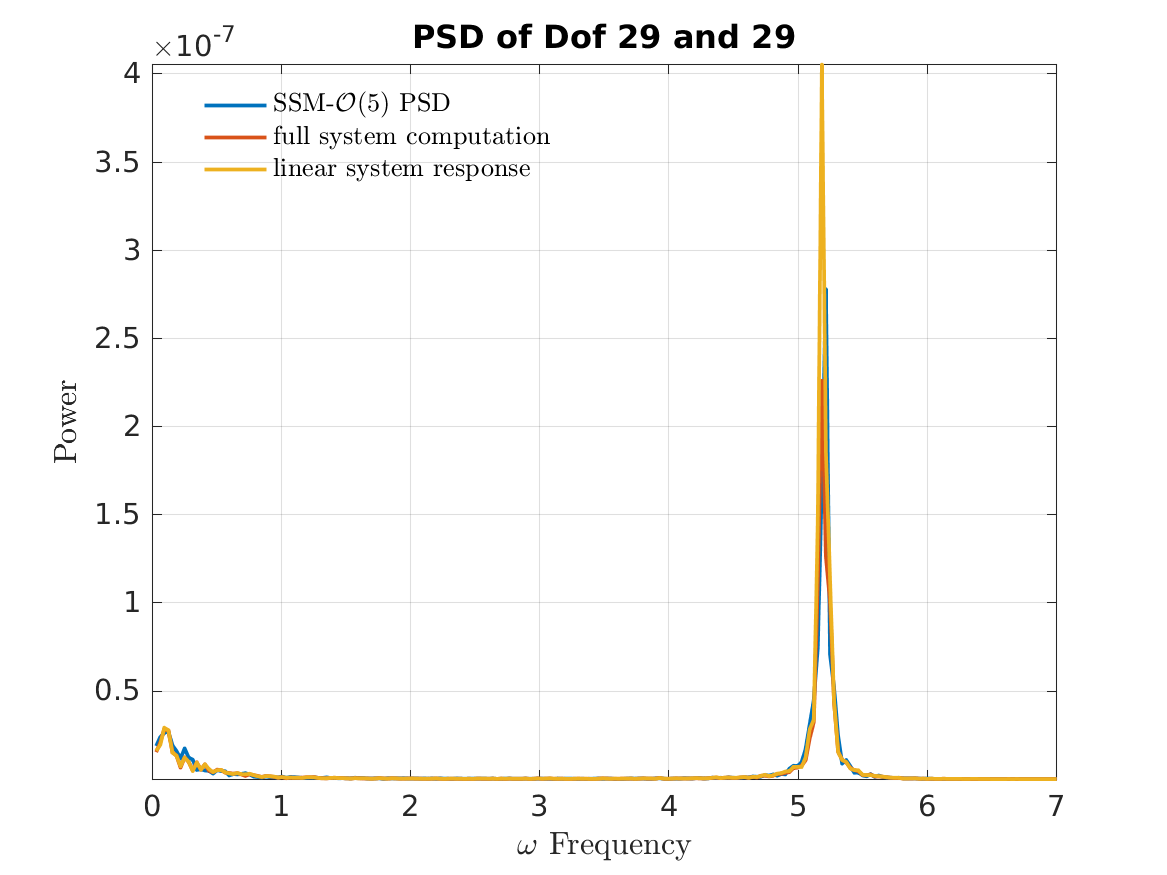 PSD of Dof 29 and 29
×10-7
4
3.5
3
2.5
2
1.5
1
0.5
SSM-𝒪(5) PSD
full system computation
linear system response
Power
0 1 2 3 4 5 6 7
ω Frequency